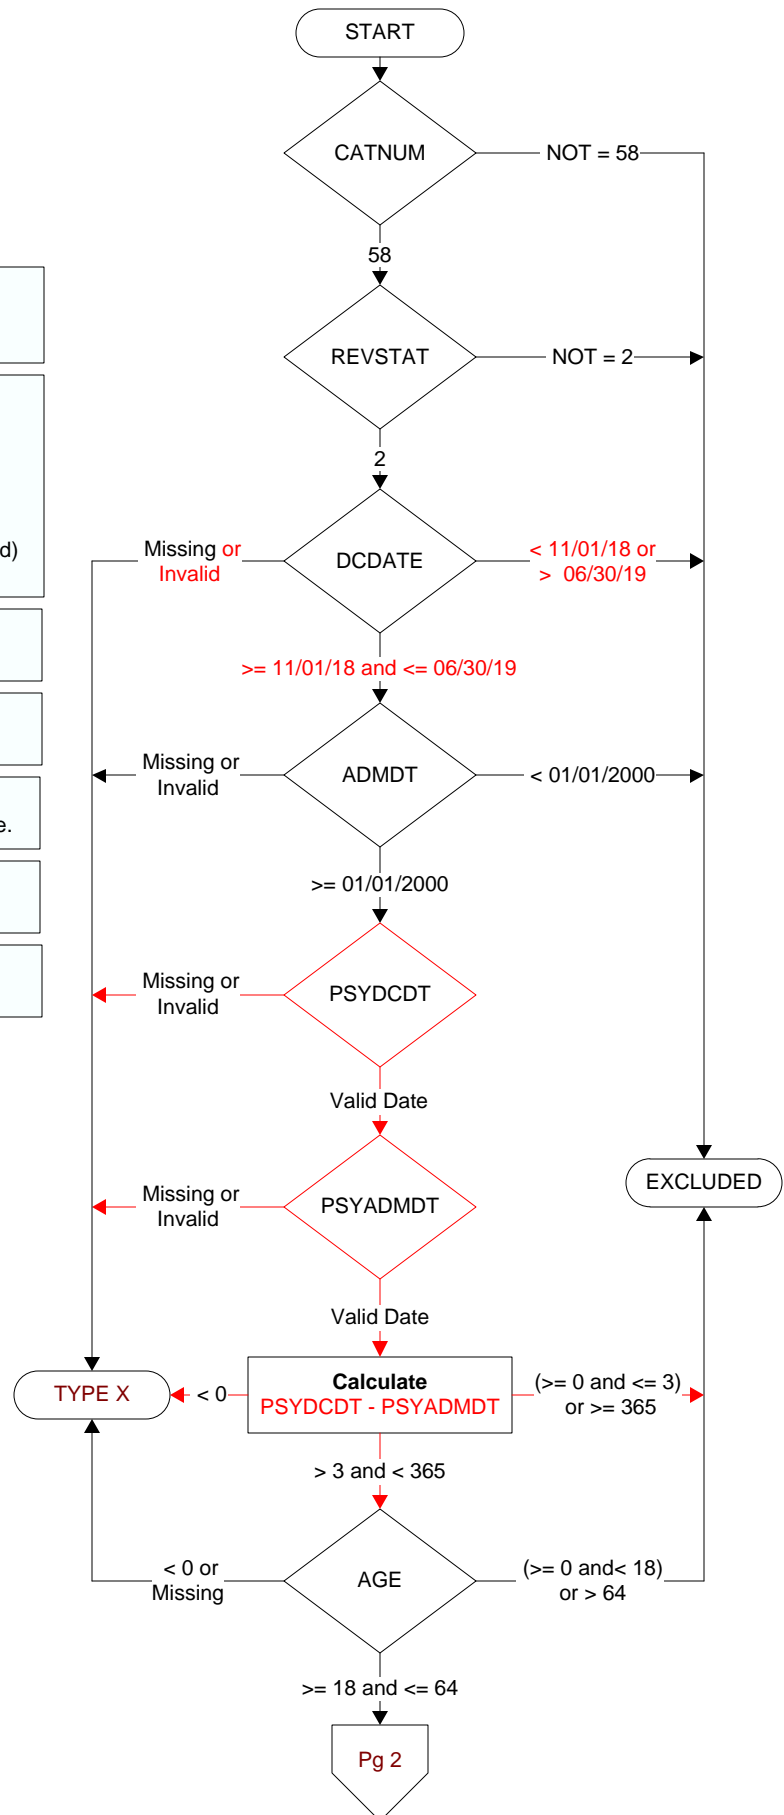 START
CATNUM
NOT = 58
58
REVSTAT
NOT = 2
2
d)
Missing or
Invalid
DCDATE
< 11/01/18 or
> 06/30/19
>= 11/01/18 and <= 06/30/19
Missing or
Invalid
ADMDT
< 01/01/2000
e.
>= 01/01/2000
Missing or
Invalid
PSYDCDT
Valid Date
Missing or
Invalid
PSYADMDT
EXCLUDED
Valid Date
TYPE X
< 0
Calculate
PSYDCDT - PSYADMDT
(>= 0 and <= 3)
or >= 365
> 3 and < 365
< 0 or
Missing
AGE
(>= 0 and< 18)
or > 64
>= 18 and <= 64
Pg 2